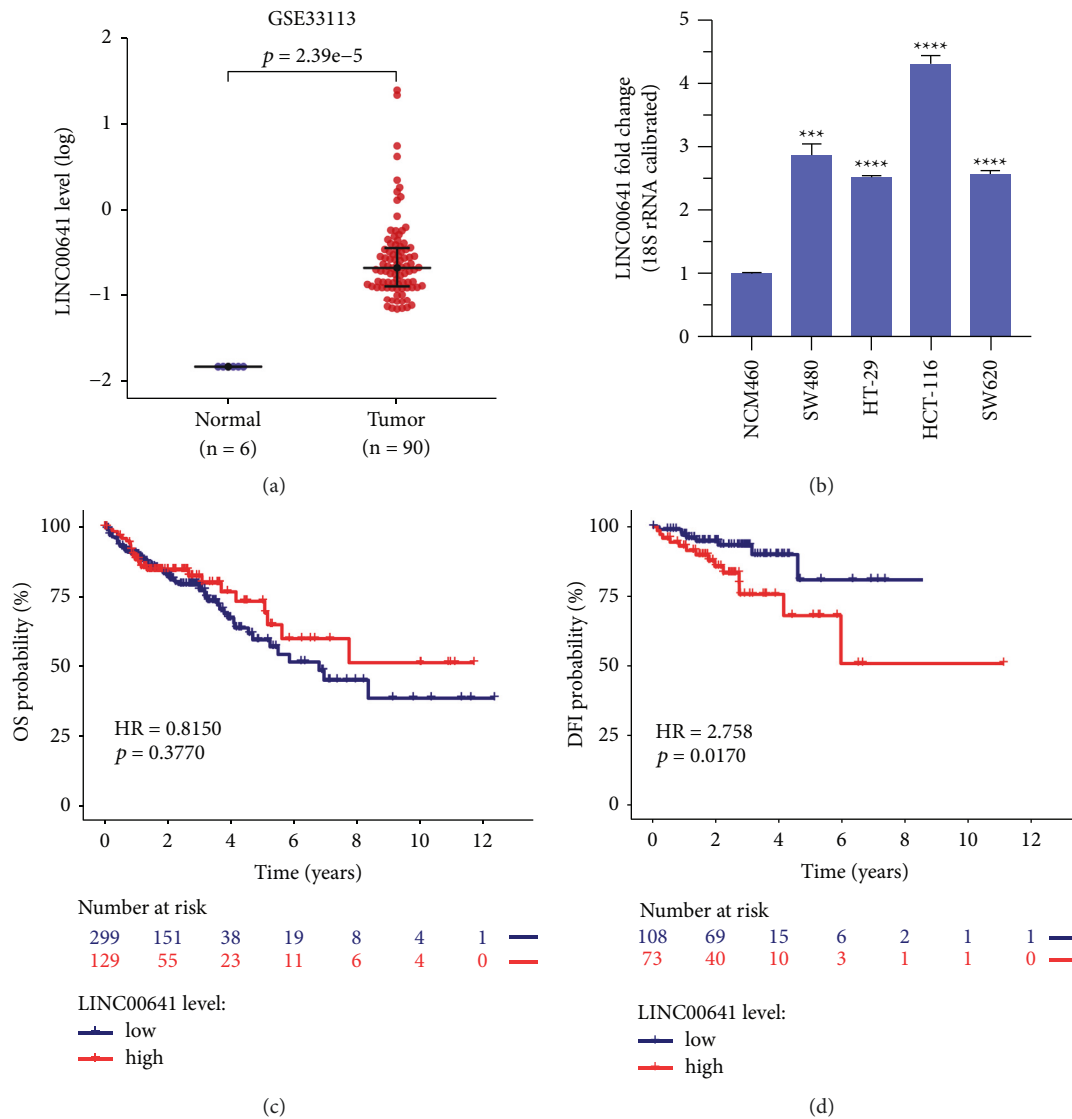 GSE33113
p = 2.39e−5
LINC00641 level (log)
2
1
0
−1
−2
Normal
(n = 6)
Tumor
(n = 90)
(a)
LINC00641 fold change
(18S rRNA calibrated)
5
4
3
2
1
0
***
****
****
****
NCM460
SW480
HT-29
HCT-116
SW620
(b)
OS probability (%)
100
75
50
25
0
HR = 0.8150
p = 0.3770
0 2 4 6 8 10 12
Time (years)
Number at risk
299 151 38 19 8 4 1
129 55 23 11 6 4 0
LINC00641 level:
low
high
(c)
DFI probability (%)
100
75
50
25
0
HR = 2.758
p = 0.0170
0 2 4 6 8 10 12
Time (years)
Number at risk
108 69 15 6 2 1 1
73 40 10 3 1 1 0
LINC00641 level:
low
high
(d)